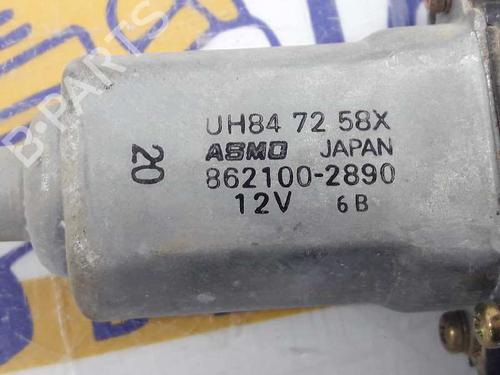 UH84 72 58X
ASMO JAPAN
862100-2890
12V 6B
20
B-PARTS